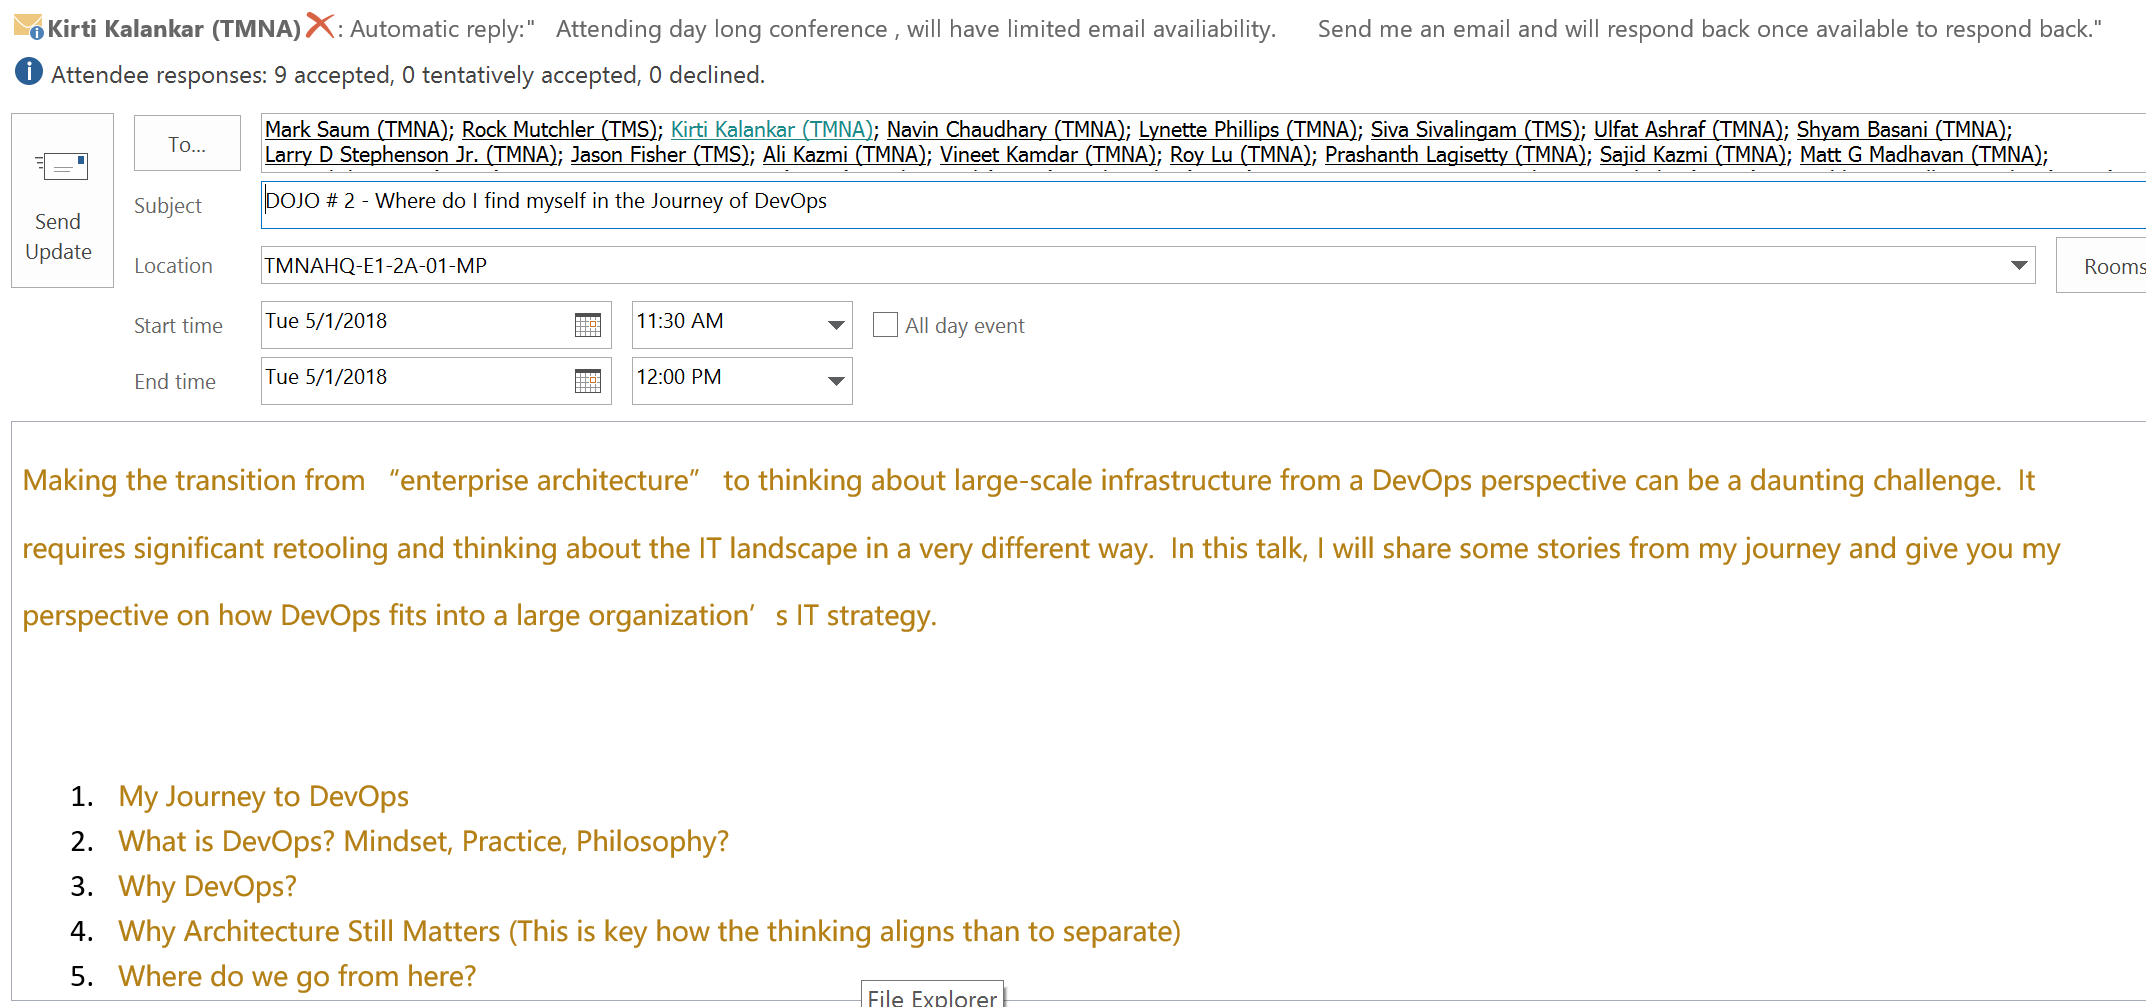 Kirti Kalankar (TMNA) : Automatic reply:" Attending day long conference , will have limited email availiability. Send me an email and will respond back once available to respond back."
Attendee responses: 9 accepted, 0 tentatively accepted, 0 declined.
To... Mark Saum (TMNA); Rock Mutchler (TMS); Kirti Kalankar (TMNA); Navin Chaudhary (TMNA); Lynette Phillips (TMNA); Siva Sivalingam (TMS); Ulfat Ashraf (TMNA); Shyam Basani (TMNA);
Larry D Stephenson Jr. (TMNA); Jason Fisher (TMS); Ali Kazmi (TMNA); Vineet Kamdar (TMNA); Roy Lu (TMNA); Prashanth Lagisetty (TMNA); Sajid Kazmi (TMNA); Matt G Madhavan (TMNA);
Send
Update
Subject DOJO # 2 - Where do I find myself in the Journey of DevOps
Location TMNAHQ-E1-2A-01-MP Rooms
Start time Tue 5/1/2018 11:30 AM All day event
End time Tue 5/1/2018 12:00 PM
Making the transition from “enterprise architecture” to thinking about large-scale infrastructure from a DevOps perspective can be a daunting challenge. It
requires significant retooling and thinking about the IT landscape in a very different way. In this talk, I will share some stories from my journey and give you my
perspective on how DevOps fits into a large organization’ s IT strategy.
1. My Journey to DevOps
2. What is DevOps? Mindset, Practice, Philosophy?
3. Why DevOps?
4. Why Architecture Still Matters (This is key how the thinking aligns than to separate)
5. Where do we go from here?
File Explorer